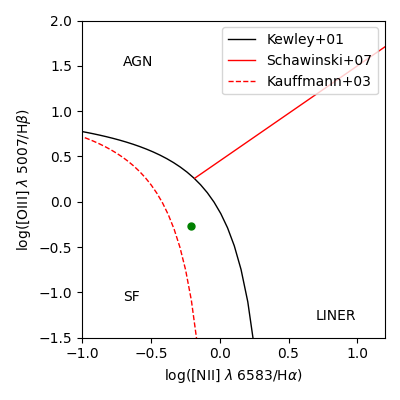 2.0
1.5
1.0
0.5
0.0
−0.5
−1.0
−1.5
log([OIII] λ 5007/Hβ)
AGN
Kewley+01
Schawinski+07
Kauffmann+03
SF
LINER
−1.0 −0.5 0.0 0.5 1.0
log([NII] λ 6583/Hα)